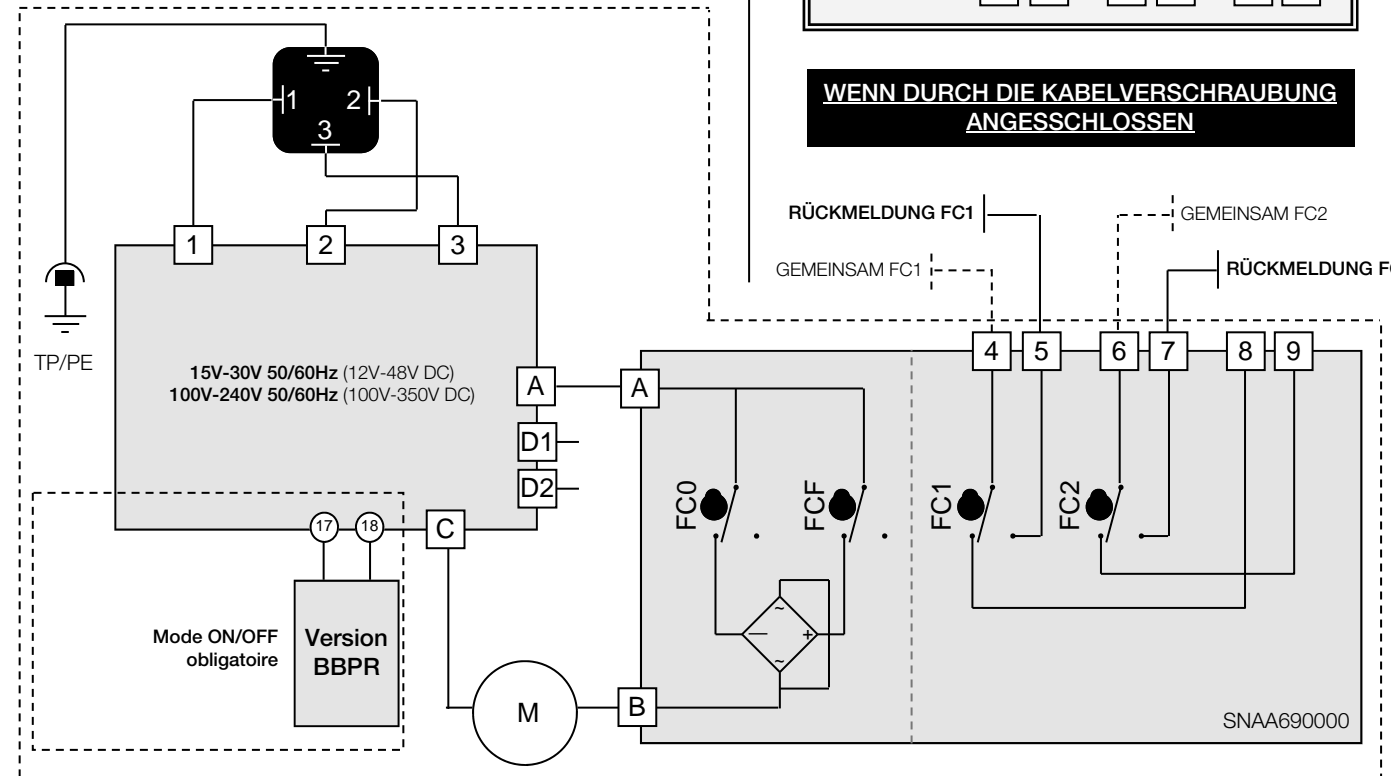 WENN DURCH DIE KABELVERSCHRAUBUNG
ANGESSCHLOSSEN
1
2
3
RÜCKMELDUNG FC1
GEMEINSAM FC2
GEMEINSAM FC1
RÜCKMELDUNG
1
2
3
TP/PE
15V-30V 50/60Hz (12V-48V DC)
100V-240V 50/60Hz (100V-350V DC)
A
A
D1
D2
4
5
6
7
8
9
FC0
FCF
FC1
FC2
17
18
C
~
—
+
~
Mode ON/OFF
obligatoire
Version
BBPR
M
B
SNAA690000